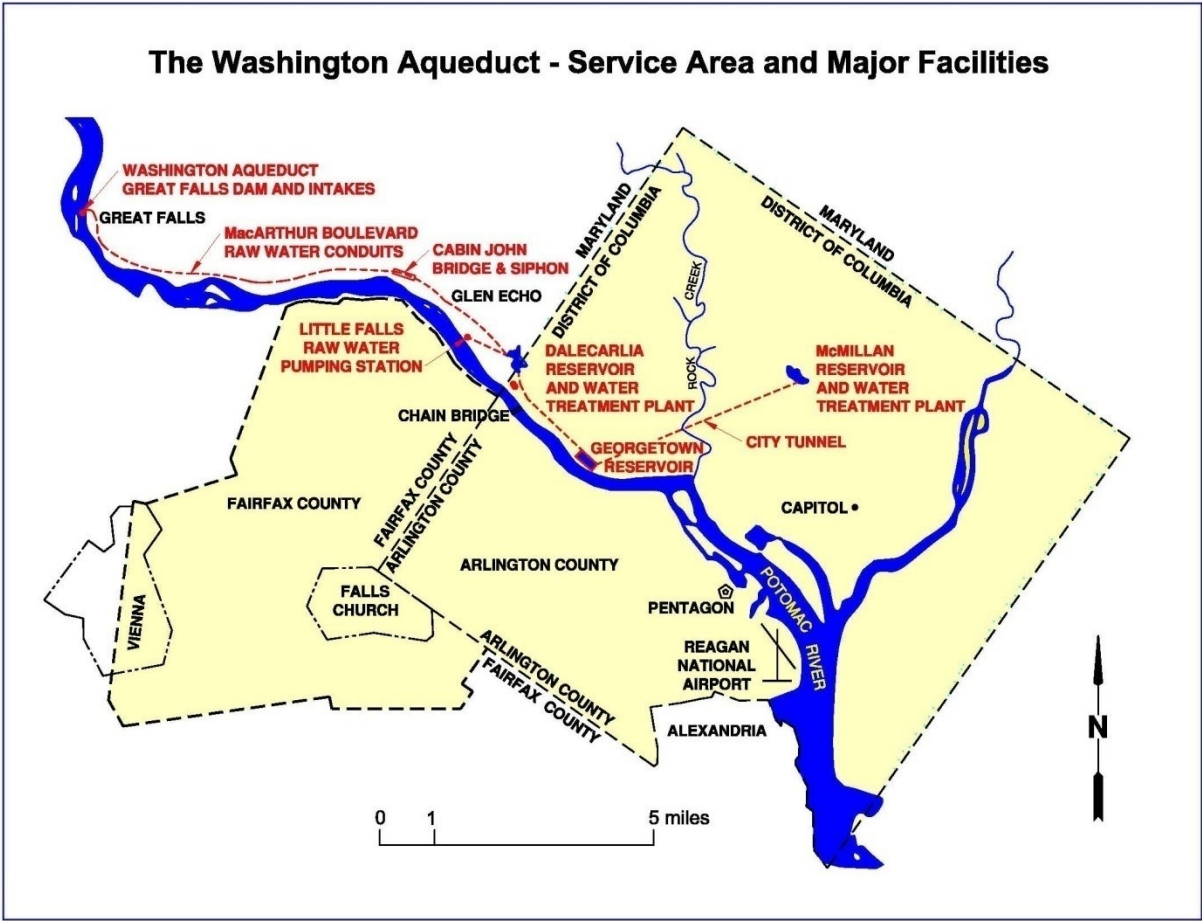 The Washington Aqueduct - Service Area and Major Facilities
WASHINGTON AQUEDUCT
GREAT FALLS DAM AND INTAKES
GREAT FALLS
MacARTHUR BOULEVARD
RAW WATER CONDUITS
CABIN JOHN
BRIDGE & SIPHON
GLEN ECHO
MARYLAND
DISTRICT OF COLUMBIA
MARYLAND
DISTRICT OF COLUMBIA
LITTLE FALLS
RAW WATER
PUMPING STATION
DALECARLIA
RESERVOIR
AND WATER
TREATMENT PLANT
ROCK CREEK
McMILLAN
RESERVOIR
AND WATER
TREATMENT PLANT
CHAIN BRIDGE
GEORGETOWN
RESERVOIR
CITY TUNNEL
FAIRFAX COUNTY
FAIRFAX COUNTY
ARLINGTON COUNTY
CAPITOL
ARLINGTON COUNTY
FALLS
CHURCH
VIENNA
PENTAGON
POTOMAC RIVER
REAGAN
NATIONAL
AIRPORT
ARLINGTON COUNTY
FAIRFAX COUNTY
ALEXANDRIA
N
0 1 5 miles